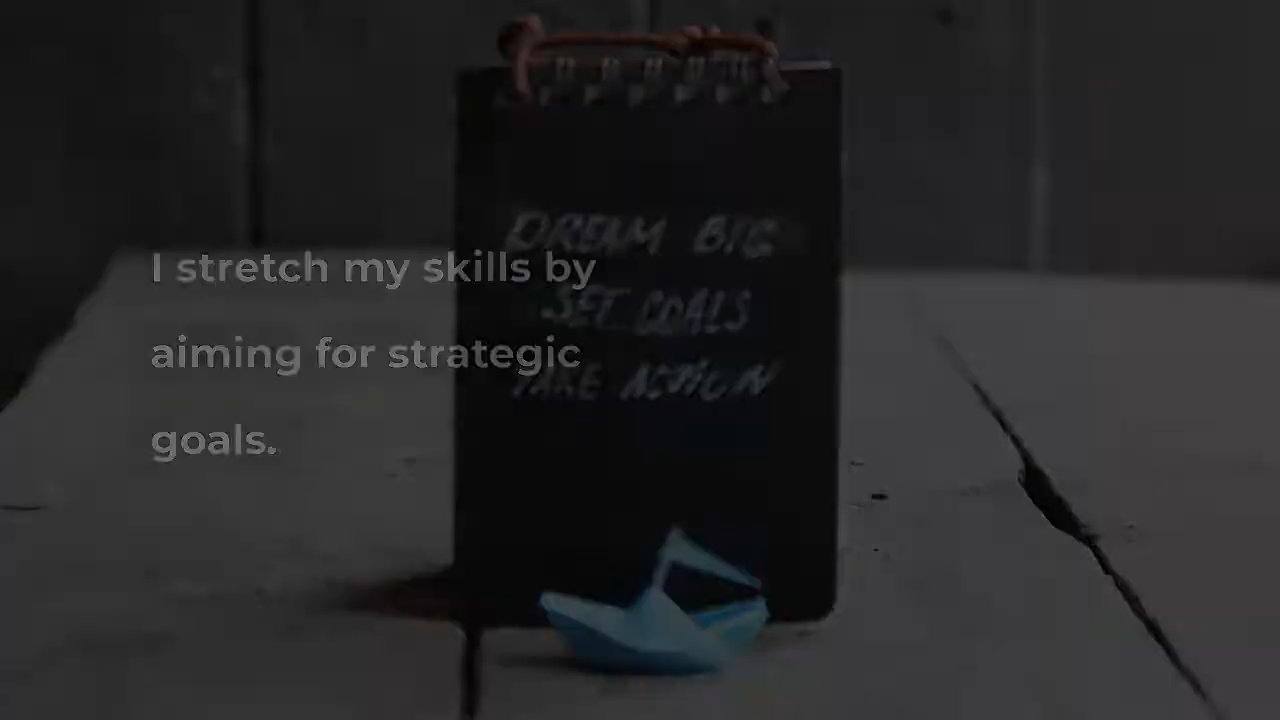 I stretch my skills by
aiming for strategic
goals.
DREAM BIG
SET GOALS
TAKE ACTION